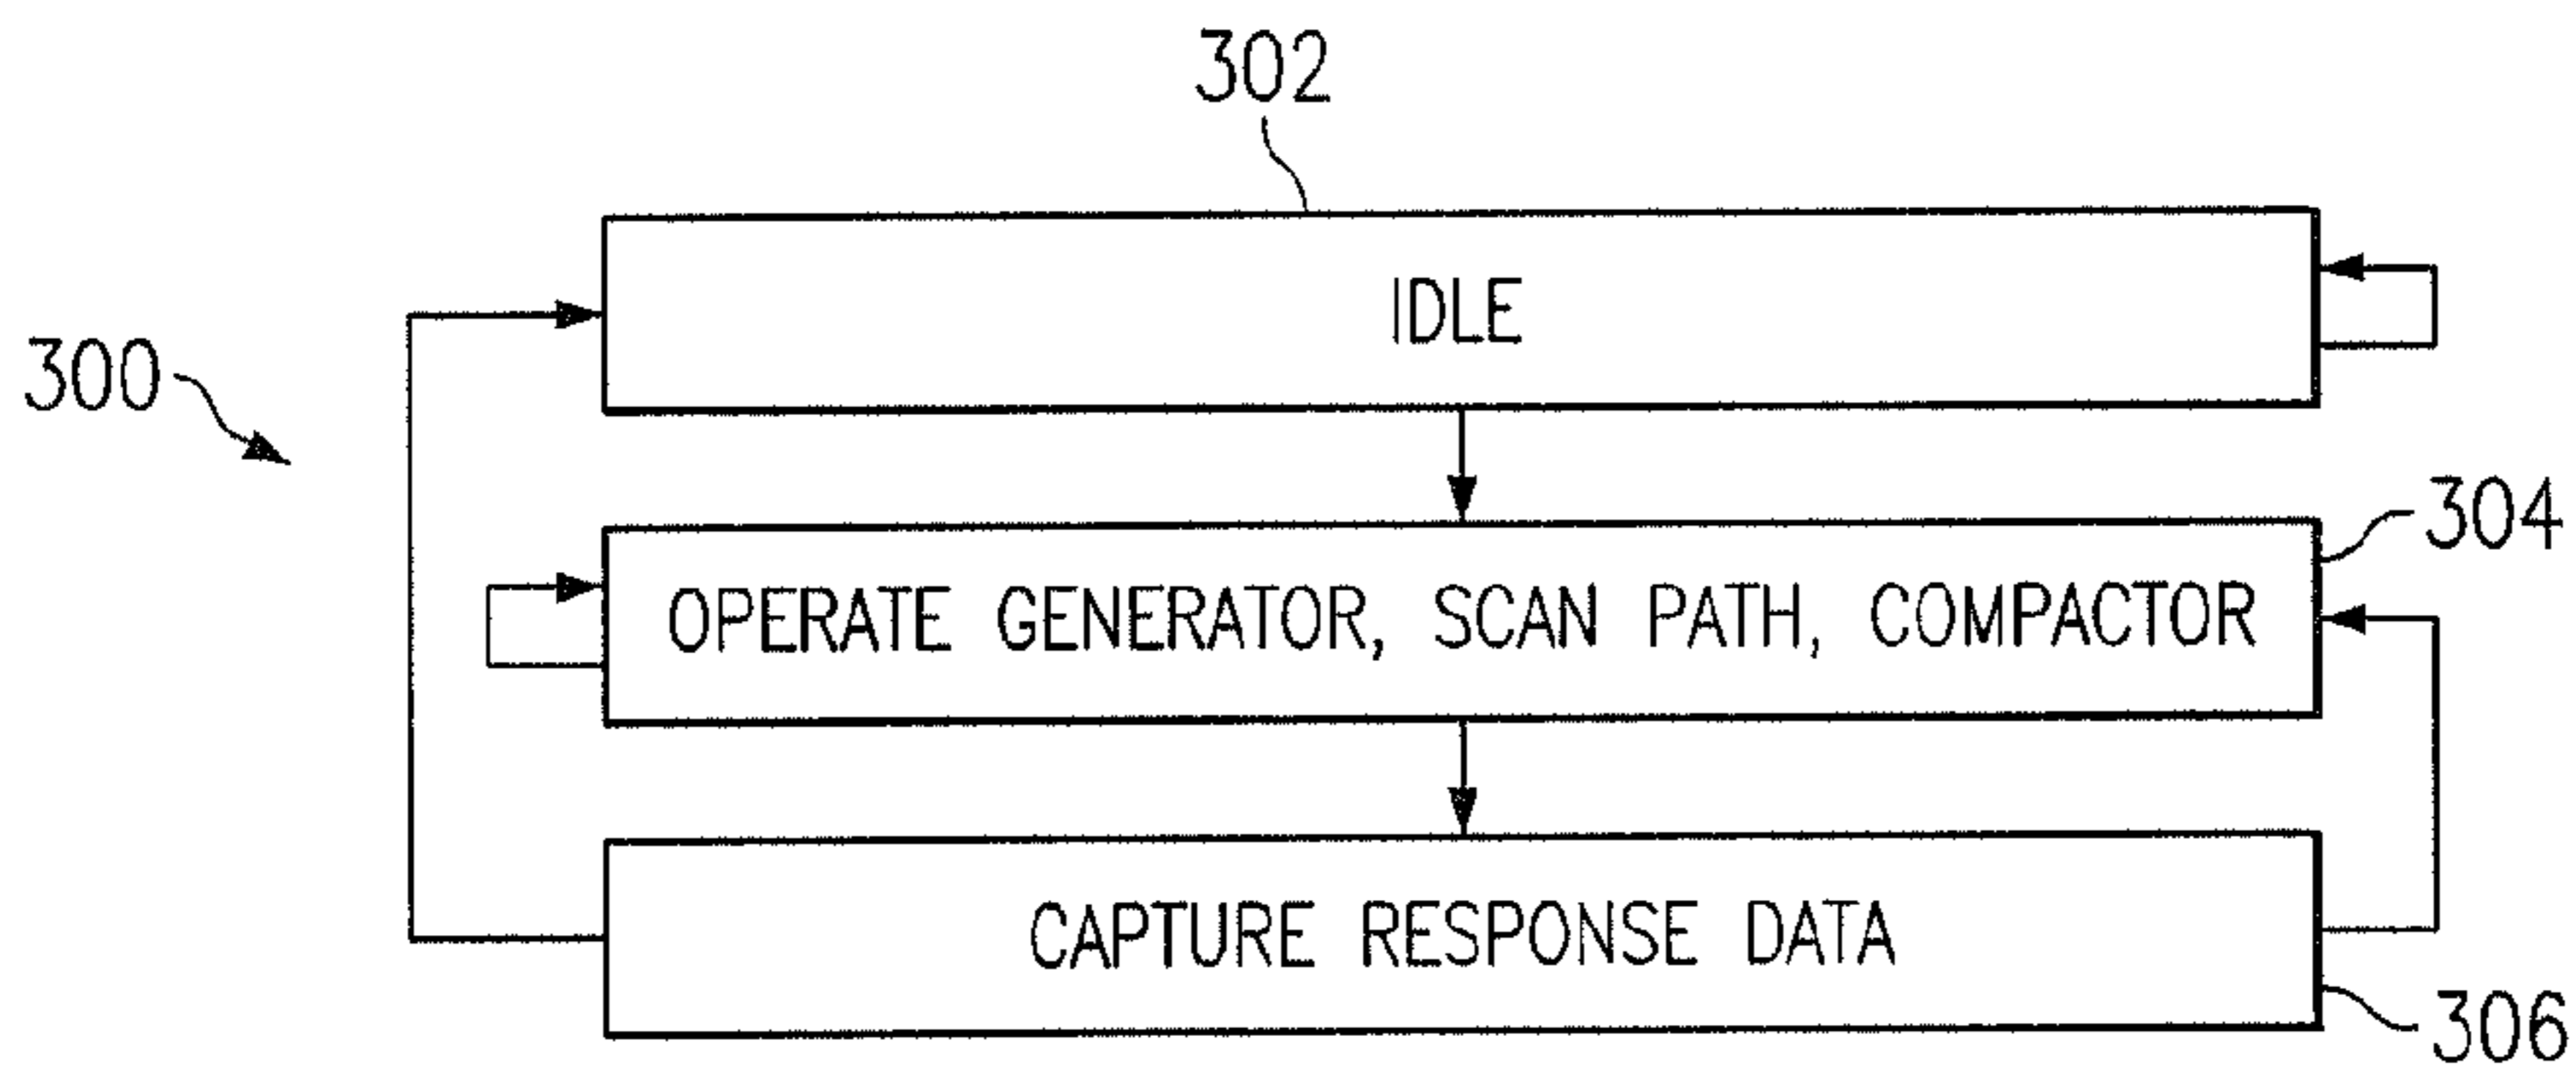 302
IDLE
300
304
OPERATE GENERATOR, SCAN PATH, COMPACTOR
CAPTURE RESPONSE DATA
306